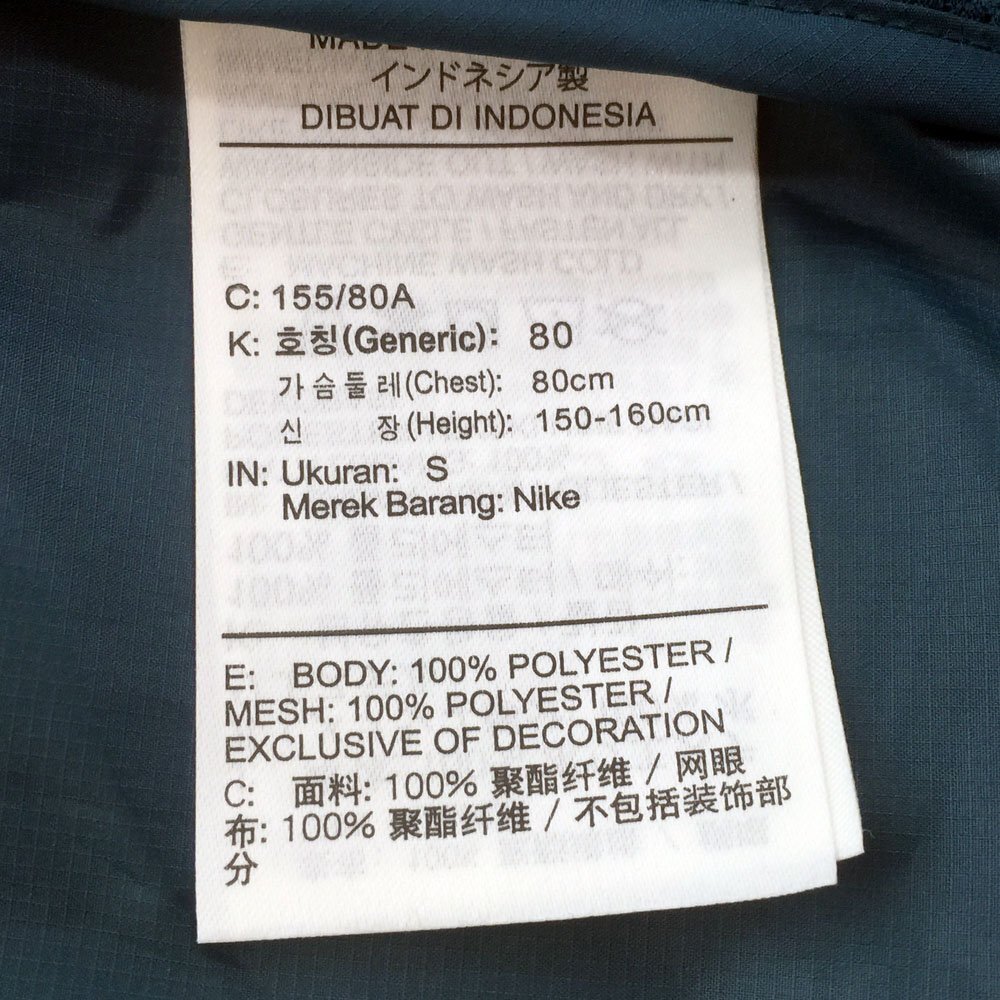 MADE
インドネシア製
DIBUAT DI INDONESIA
C: 155/80A
K: 호칭(Generic): 80
가슴둘레(Chest): 80cm
신 장(Height): 150-160cm
IN: Ukuran: S
Merek Barang: Nike
E: BODY: 100% POLYESTER /
MESH: 100% POLYESTER /
EXCLUSIVE OF DECORATION
C: 面料: 100% 聚酯纤维 / 网眼
布: 100% 聚酯纤维 / 不包括装饰部
分